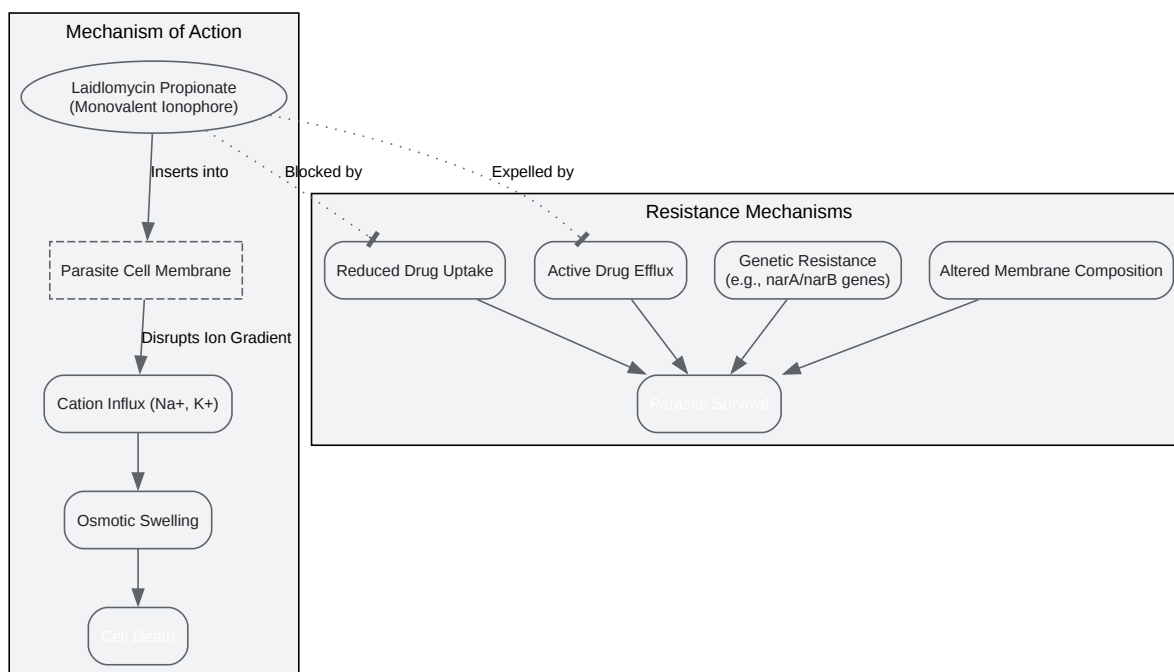 Mechanism of Action
Laidlomycin Propionate
(Monovalent Ionophore)
Inserts into
Blocked by
Expelled by
Parasite Cell Membrane
Disrupts Ion Gradient
Cation Influx (Na+, K+)
Osmotic Swelling
Cell Death
Resistance Mechanisms
Reduced Drug Uptake
Active Drug Efflux
Genetic Resistance
(e.g., narA/narB genes)
Altered Membrane Composition
Parasite Survival